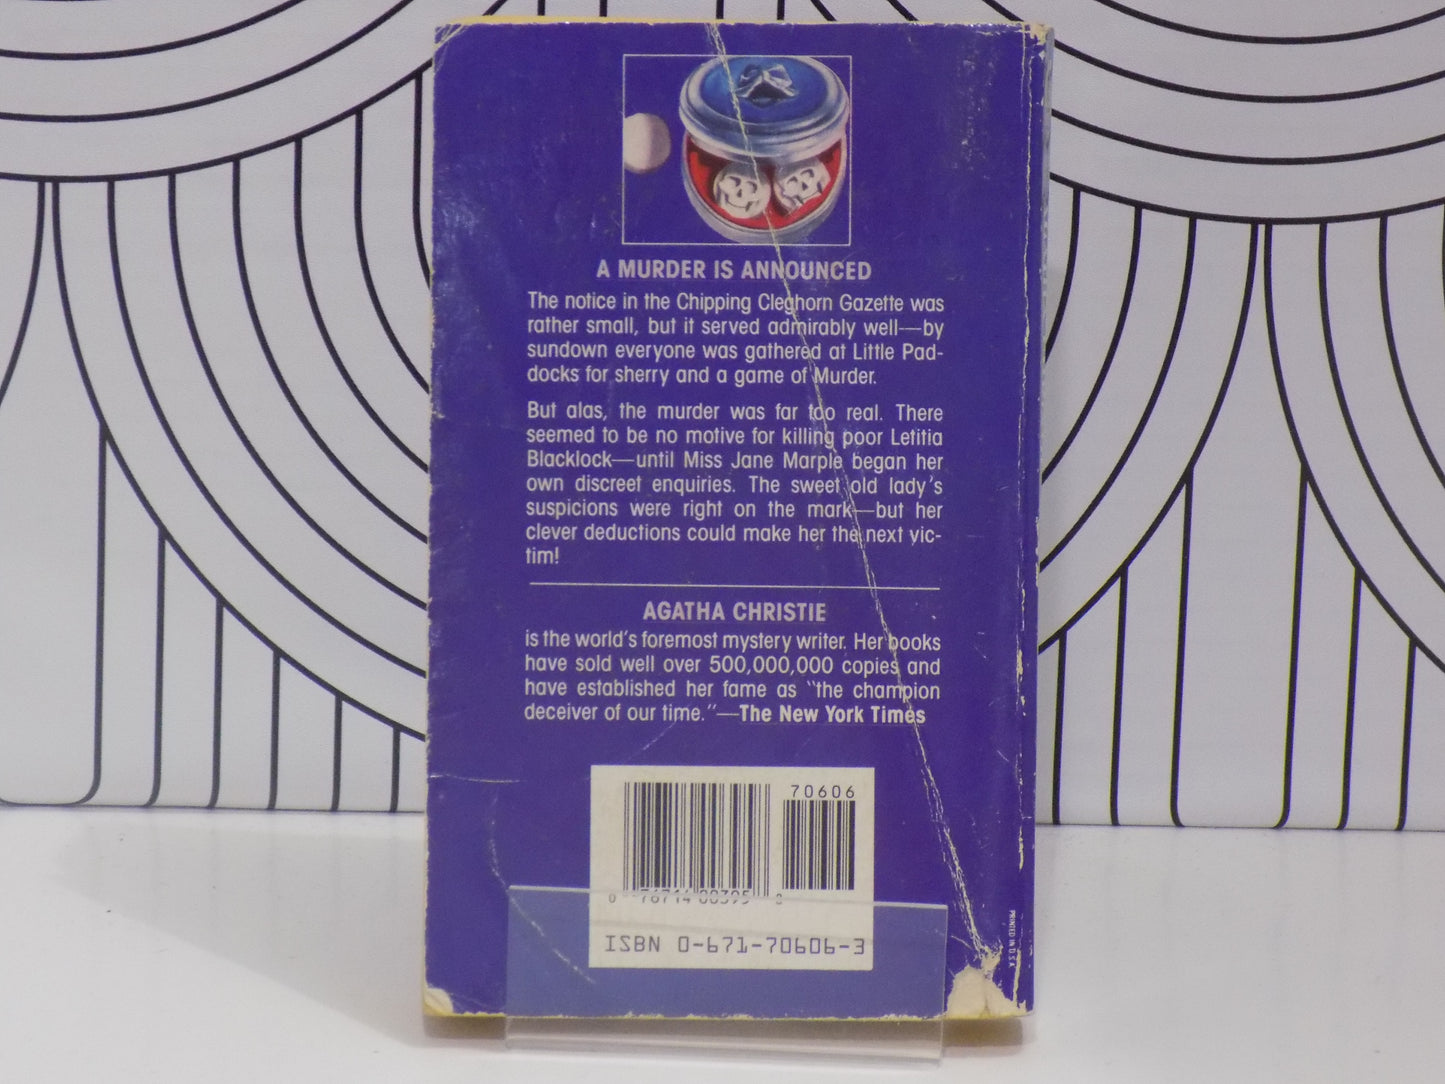 A MURDER IS ANNOUNCED
The notice in the Chipping Cleghorn Gazette was
rather small, but it served admirably well—by
sundown everyone was gathered at Little Pad-
docks for sherry and a game of Murder.
But alas, the murder was far too real. There
seemed to be no motive for killing poor Letitia
Blacklock—until Miss Jane Marple began her
own discreet enquiries. The sweet old lady's
suspicions were right on the mark—but her
clever deductions could make her the next vic-
tim!
AGATHA CHRISTIE
is the world's foremost mystery writer. Her books
have sold well over 500,000,000 copies and
have established her fame as "the champion
deceiver of our time."—The New York Times
70606
0 76714 00395 8
ISBN 0-671-70606-3
PRINTED IN U.S.A.